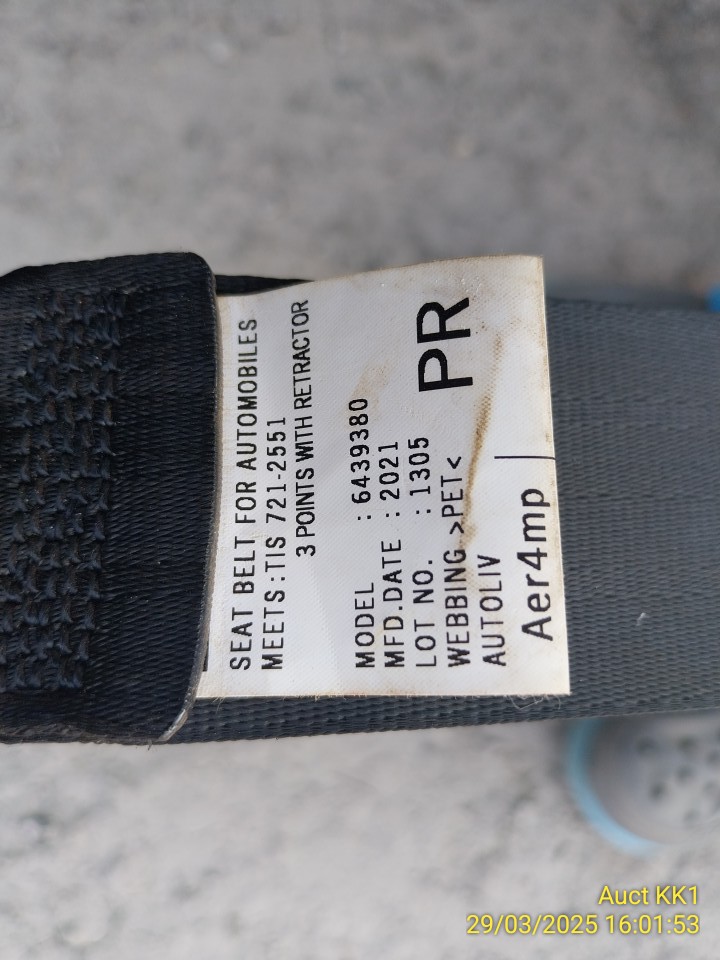 SEAT BELT FOR AUTOMOBILES
MEETS:TIS 721-2551
3 POINTS WITH RETRACTOR
MODEL : 6439380
MFD.DATE : 2021
LOT NO. : 1305
WEBBING >PET<
AUTOLIV
PR
Aer4mp
Auct KK1
29/03/2025 16:01:53